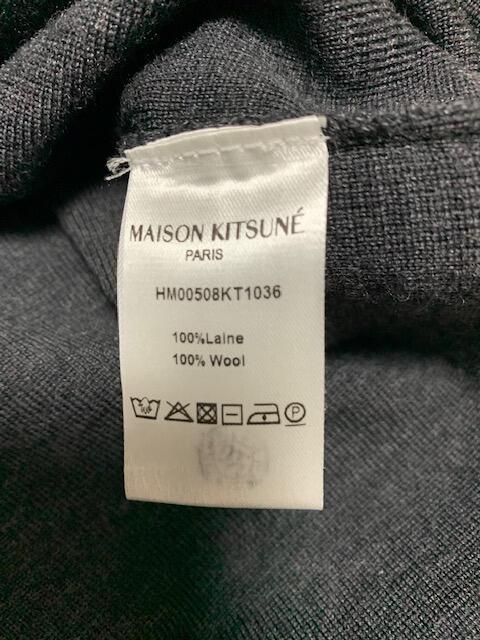 MAISON KITSUNÉ
PARIS
HM00508KT1036
100%Laine
100% Wool
P